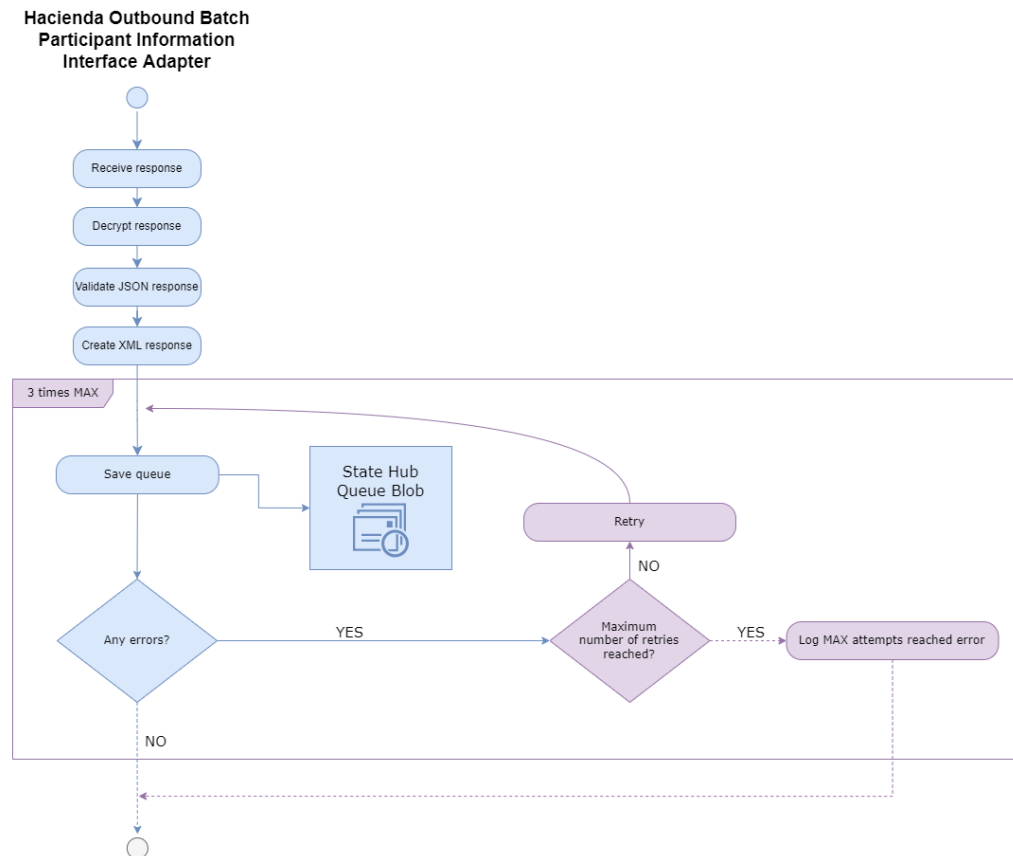 Hacienda Outbound Batch
Participant Information
Interface Adapter
Receive response
Decrypt response
Validate JSON response
Create XML response
3 times MAX
Save queue
State Hub
Queue Blob
Retry
NO
Any errors?
YES
Maximum
number of retries
reached?
YES
Log MAX attempts reached error
NO